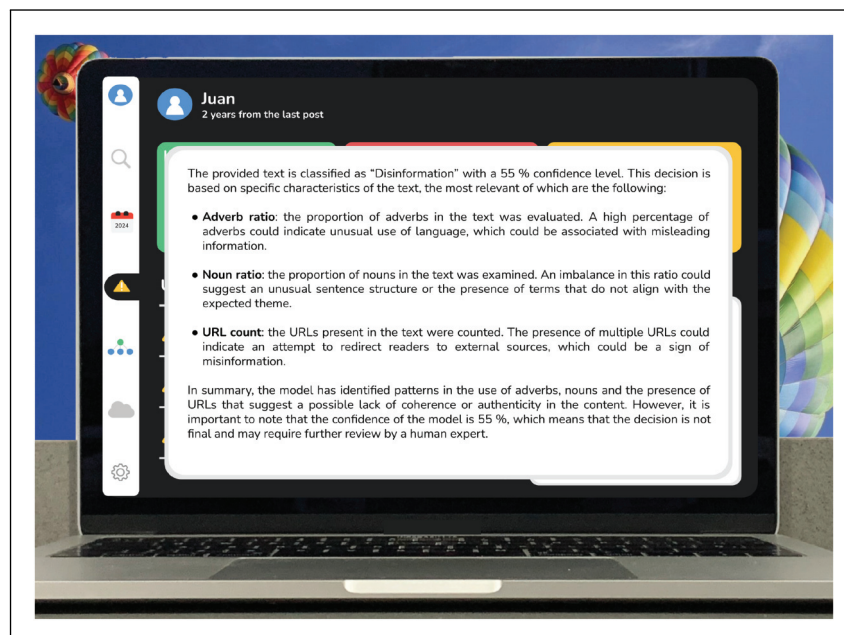 Juan
2 years from the last post
2024
The provided text is classified as “Disinformation” with a 55 % confidence level. This decision is
based on specific characteristics of the text, the most relevant of which are the following:
● Adverb ratio: the proportion of adverbs in the text was evaluated. A high percentage of
adverbs could indicate unusual use of language, which could be associated with misleading
information.
● Noun ratio: the proportion of nouns in the text was examined. An imbalance in this ratio could
suggest an unusual sentence structure or the presence of terms that do not align with the
expected theme.
● URL count: the URLs present in the text were counted. The presence of multiple URLs could
indicate an attempt to redirect readers to external sources, which could be a sign of
misinformation.
In summary, the model has identified patterns in the use of adverbs, nouns and the presence of
URLs that suggest a possible lack of coherence or authenticity in the content. However, it is
important to note that the confidence of the model is 55 %, which means that the decision is not
final and may require further review by a human expert.